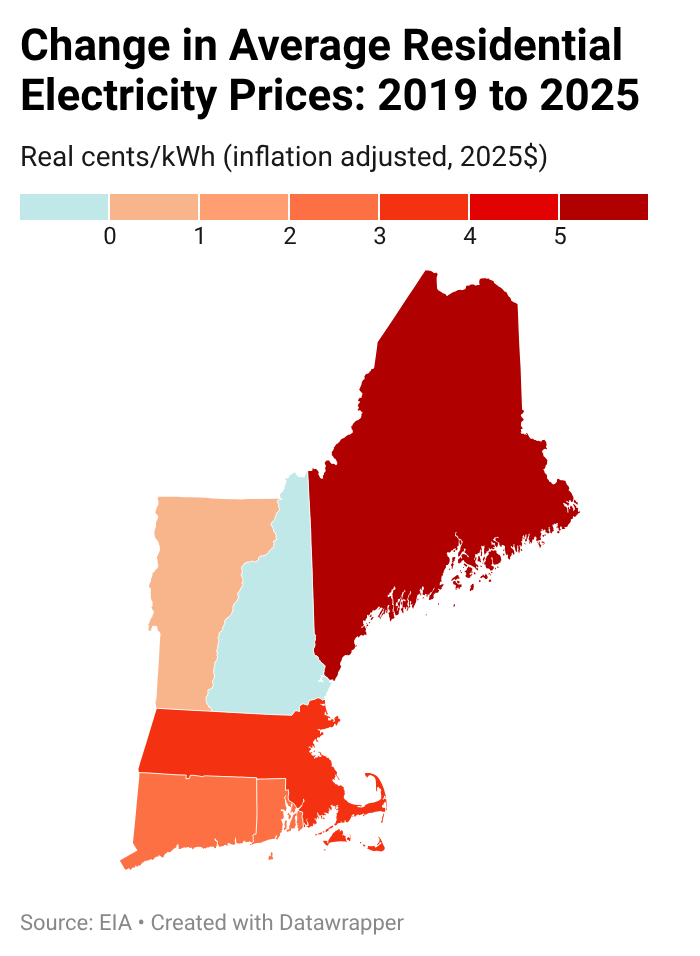 Change in Average Residential
Electricity Prices: 2019 to 2025
Real cents/kWh (inflation adjusted, 2025$)
0 1 2 3 4 5
Source: EIA • Created with Datawrapper